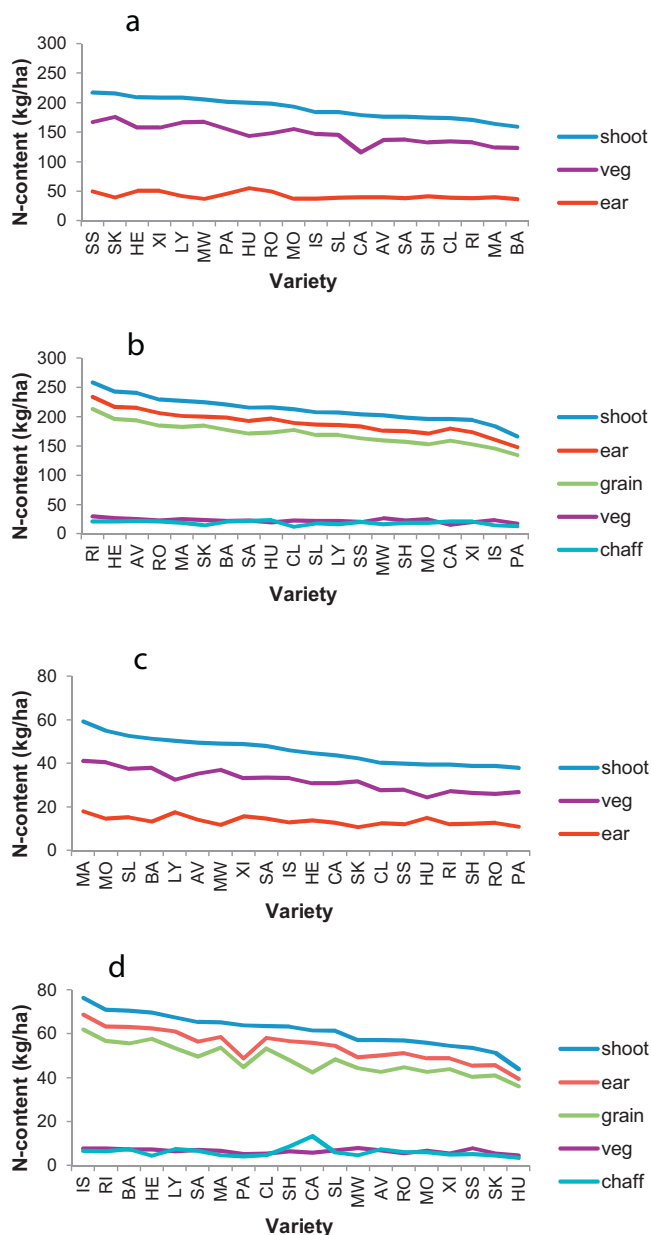 a
300
250
200
150
100
50
0
N-content (kg/ha)
SS SK HE XI LY MW PA HU RO MO IS SL CA AV SA SH CL RI MA BA
Variety
shoot
veg
ear
b
300
250
200
150
100
50
0
N-content (kg/ha)
RI HE AV RO MA SK BA SA HU CL SL LY SS MW SH MO CA XI IS PA
Variety
shoot
ear
grain
veg
chaff
c
80
60
40
20
0
N-content (kg/ha)
MA MO SL BA LY AV MW XI SA IS HE CA SK CL SS HU RI SH RO PA
Variety
shoot
veg
ear
d
80
60
40
20
0
N-content (kg/ha)
IS RI BA HE LY SA MA PA CL SH CA SL MW AV RO MO XI SS SK HU
Variety
shoot
ear
grain
veg
chaff